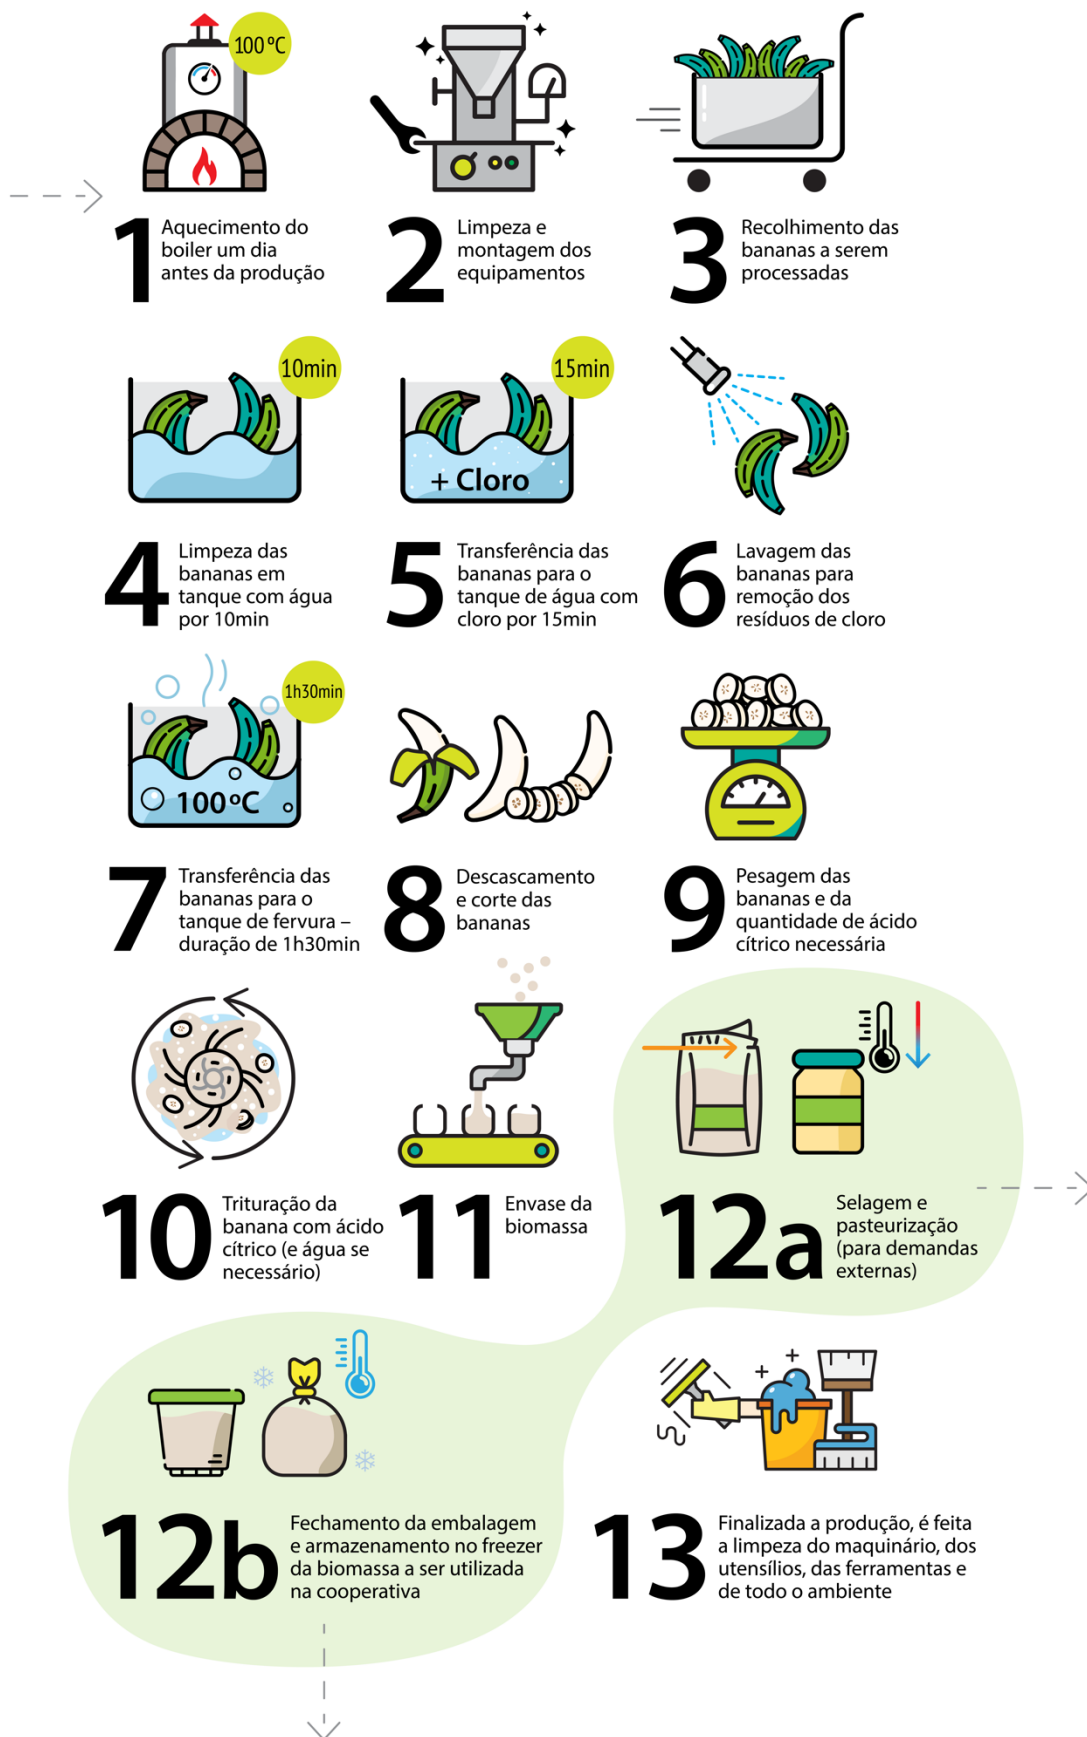 100 ºC
1
Aquecimento do
boiler um dia
antes da produção
2
Limpeza e
montagem dos
equipamentos
3
Recolhimento das
bananas a serem
processadas
10min
4
Limpeza das
bananas em
tanque com água
por 10min
15min
+ Cloro
5
Transferência das
bananas para o
tanque de água com
cloro por 15min
6
Lavagem das
bananas para
remoção dos
resíduos de cloro
1h30min
100ºC
7
Transferência das
bananas para o
tanque de fervura –
duração de 1h30min
8
Descascamento
e corte das
bananas
9
Pesagem das
bananas e da
quantidade de ácido
cítrico necessária
10
Trituração da
banana com ácido
cítrico (e água se
necessário)
11
Envase da
biomassa
12a
Selagem e
pasteurização
(para demandas
externas)
12b
Fechamento da embalagem
e armazenamento no freezer
da biomassa a ser utilizada
na cooperativa
13
Finalizada a produção, é feita
a limpeza do maquinário, dos
utensílios, das ferramentas e
de todo o ambiente